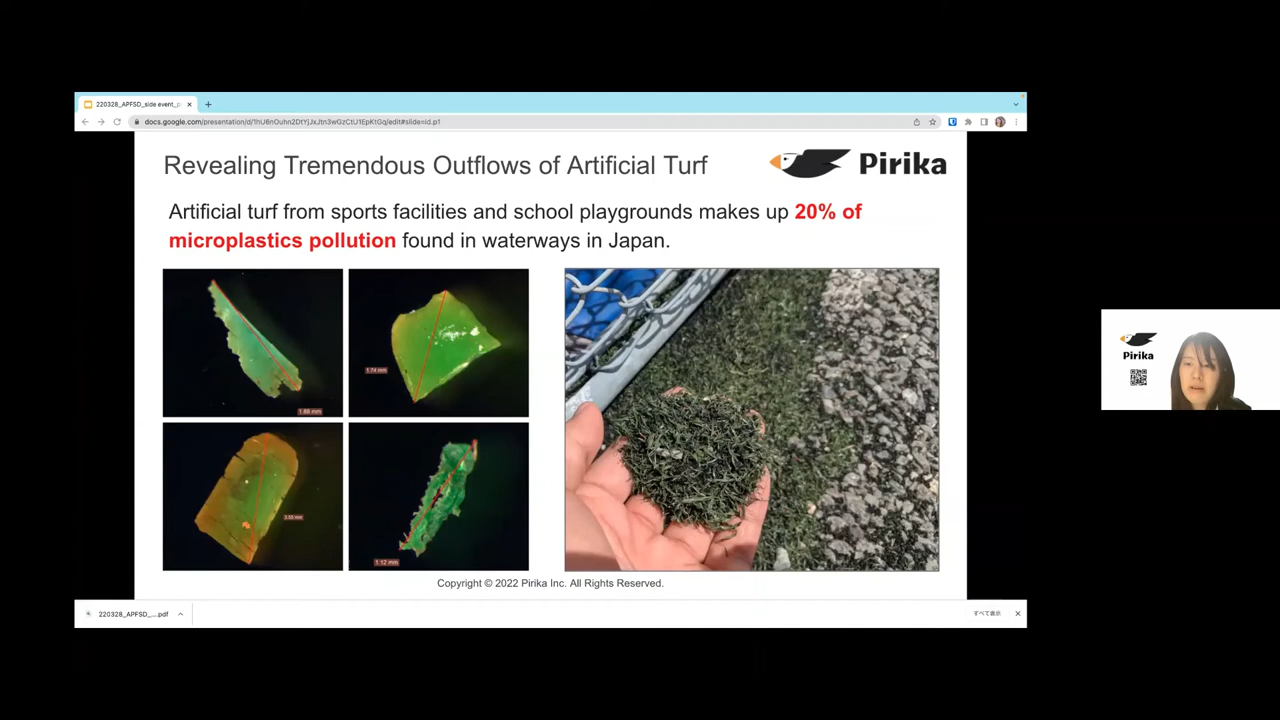 220328_APFSD_side event_p
docs.google.com/presentation/d/1hU6nOuhn2DtYjJxJtn3wGzCtU1EpKtGq/edit#slide=id.p1
Revealing Tremendous Outflows of Artificial Turf
Pirika
Artificial turf from sports facilities and school playgrounds makes up 20% of
microplastics pollution found in waterways in Japan.
1.88 mm
1.74 mm
1.12 mm
Copyright © 2022 Pirika Inc. All Rights Reserved.
220328_APFSD_....pdf
すべて表示
Pirika